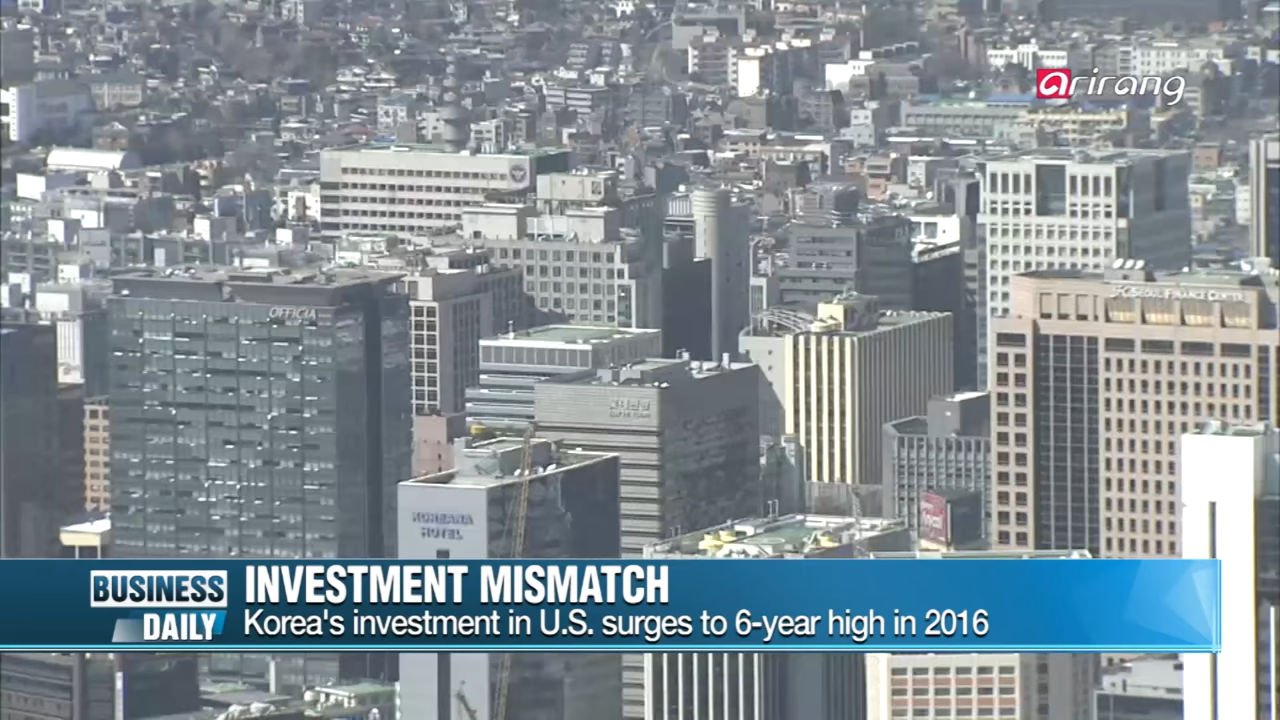 arirang
OFFICIA
SC SEOUL FINANCE CENTER
KOREANA
HOTEL
BUSINESS
DAILY
INVESTMENT MISMATCH
Korea's investment in U.S. surges to 6-year high in 2016